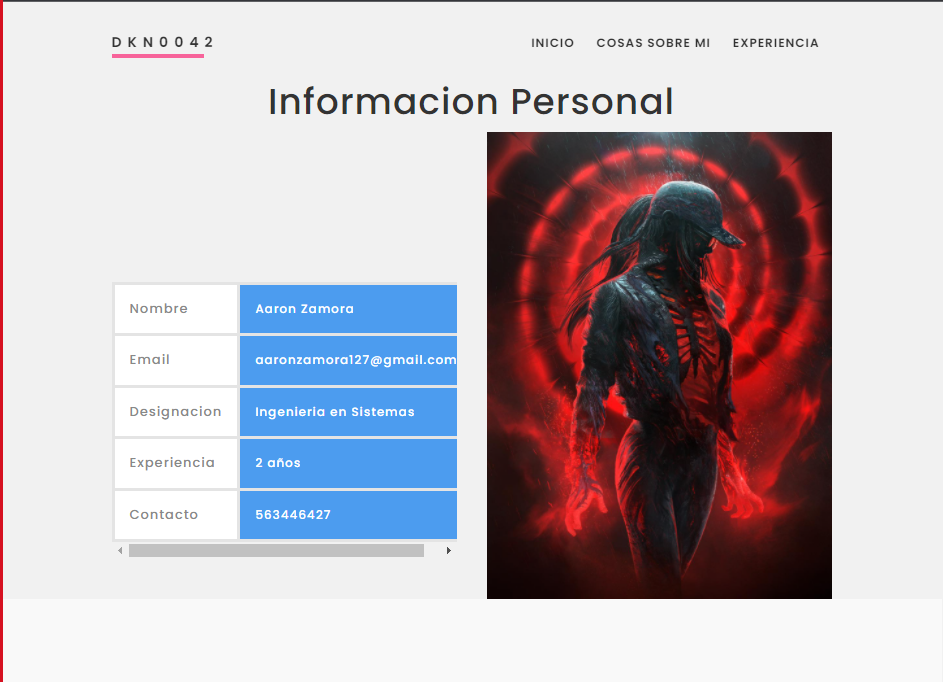 DKN0042
INICIO COSAS SOBRE MI EXPERIENCIA
Informacion Personal
Nombre Aaron Zamora
Email aaronzamora127@gmail.com
Designacion Ingenieria en Sistemas
Experiencia 2 años
Contacto 563446427